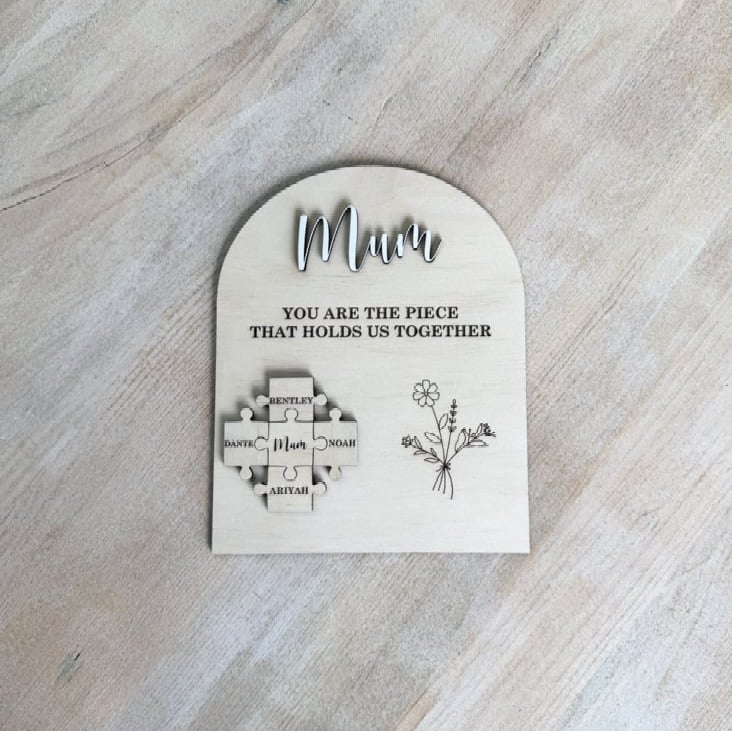 Mum
YOU ARE THE PIECE
THAT HOLDS US TOGETHER
BENTLEY
DANTE Mum NOAH
ARIYAH